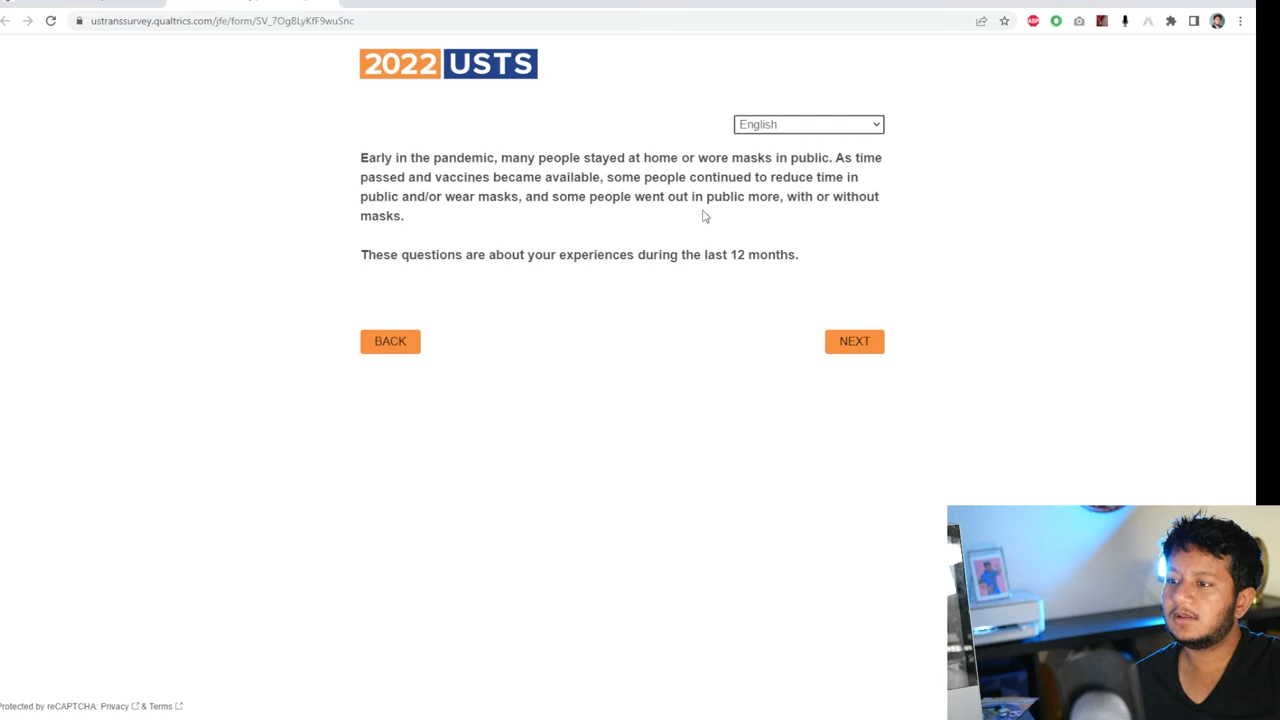 ustranssurvey.qualtrics.com/jfe/form/SV_7OgBLyKfF9wuSnc
ABP
2022 USTS
English
Early in the pandemic, many people stayed at home or wore masks in public. As time
passed and vaccines became available, some people continued to reduce time in
public and/or wear masks, and some people went out in public more, with or without
masks.
These questions are about your experiences during the last 12 months.
BACK
NEXT
Protected by reCAPTCHA: Privacy & Terms